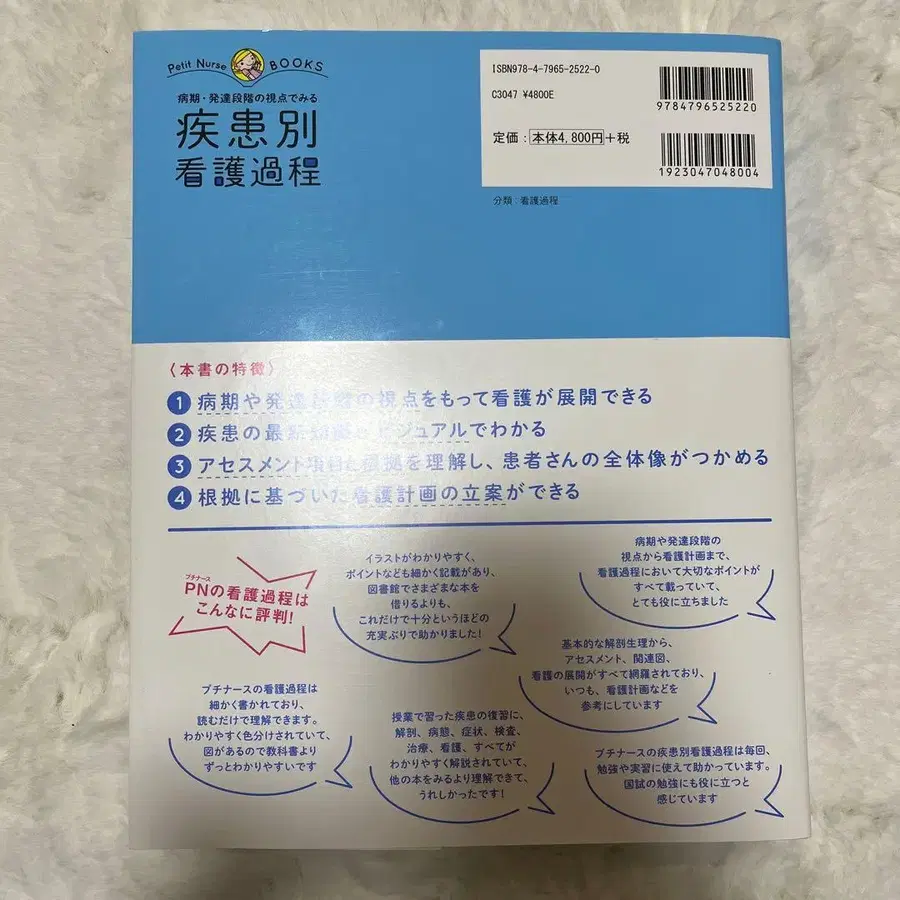 Petit Nurse BOOKS
病期・発達段階の視点でみる
疾患別
看護過程
ISBN978-4-7965-2522-0
C3047 ¥4800E
定価：本体4,800円+税
9784796525220
1923047048004
分類：看護過程
〈本書の特徴〉
1 病期や発達段階の視点をもって看護が展開できる
2 疾患の最新知識がビジュアルでわかる
3 アセスメント項目と根拠を理解し、患者さんの全体像がつかめる
4 根拠に基づいた看護計画の立案ができる
プチナース
PNの看護過程は
こんなに評判!
イラストがわかりやすく、
ポイントなども細かく記載があり、
図書館でさまざまな本を
借りるよりも、
これだけで十分というほどの
充実ぶりで助かりました!
病期や発達段階の
視点から看護計画まで、
看護過程において大切なポイントが
すべて載っていて、
とても役に立ちました
基本的な解剖生理から、
アセスメント、関連図、
看護の展開がすべて網羅されており、
いつも、看護計画などを
参考にしています
プチナースの看護過程は
細かく書かれており、
読むだけで理解できます。
わかりやすく色分けされていて、
図があるので教科書より
ずっとわかりやすいです
授業で習った疾患の復習に、
解剖、病態、症状、検査、
治療、看護、すべてが
わかりやすく解説されていて、
他の本をみるより理解できて、
うれしかったです!
プチナースの疾患別看護過程は毎回、
勉強や実習に使えて助かっています。
国試の勉強にも役に立つと
感じています